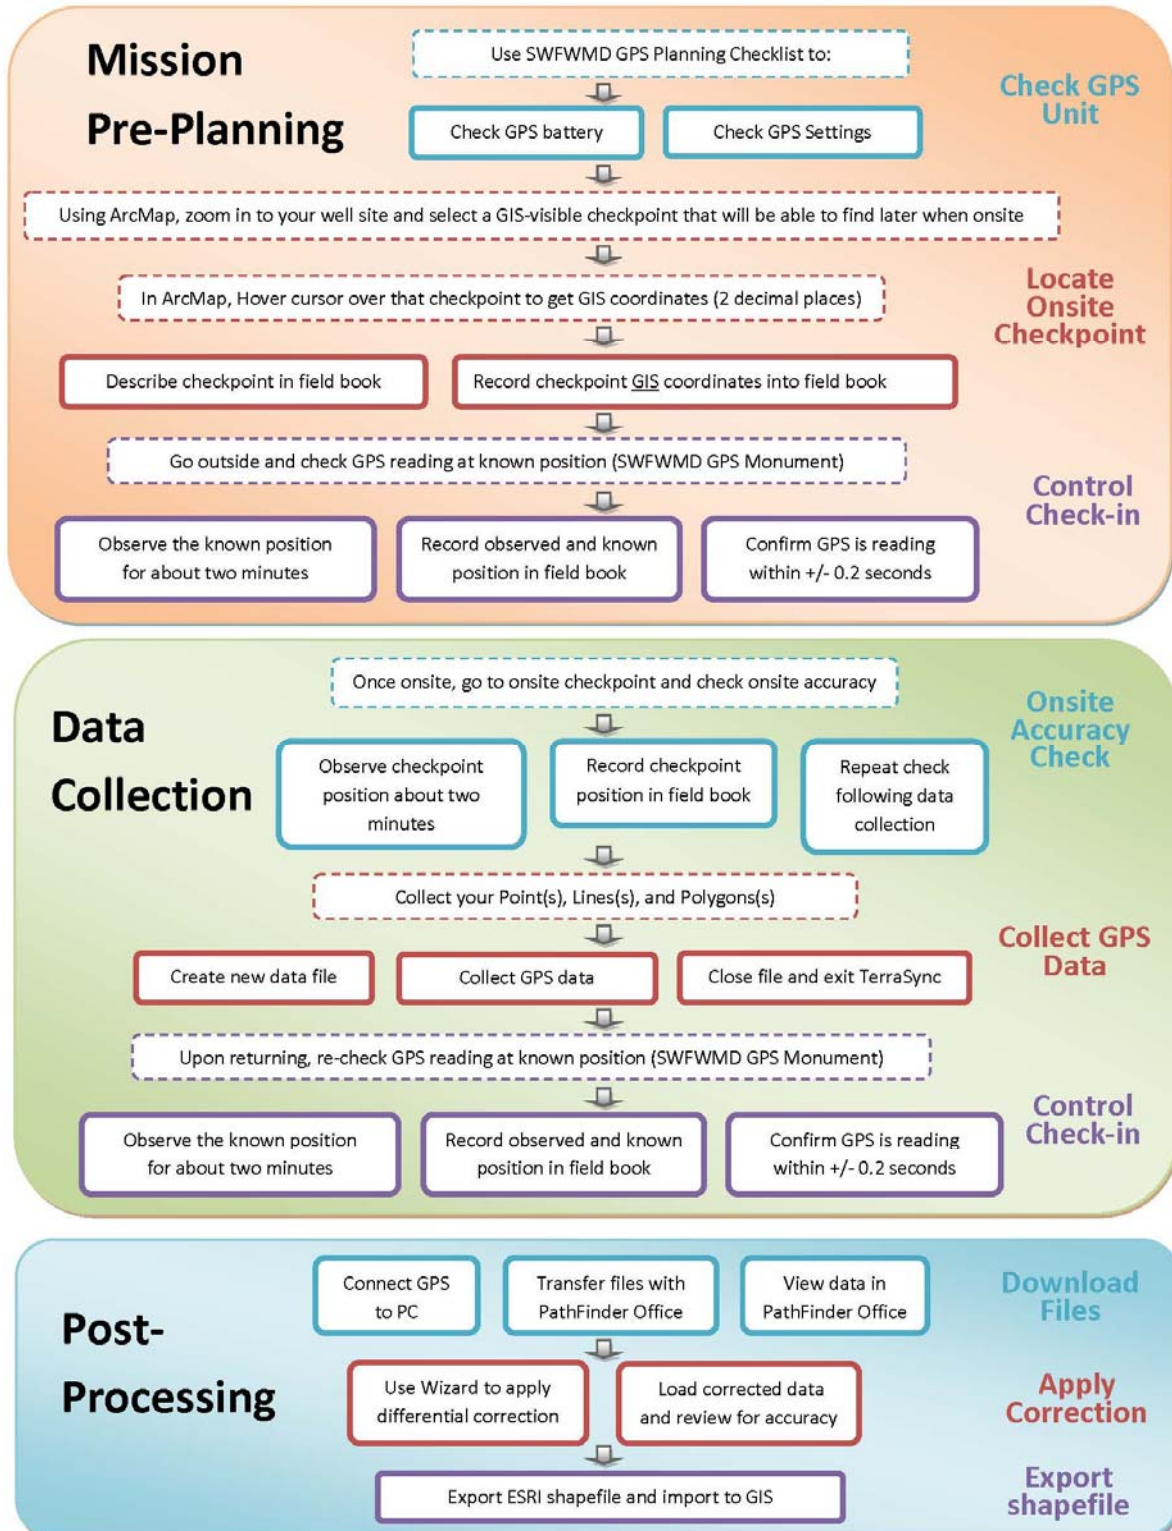 Mission
Pre-Planning
Use SWFWMD GPS Planning Checklist to:
Check GPS
Unit
Check GPS battery
Check GPS Settings
Using ArcMap, zoom in to your well site and select a GIS-visible checkpoint that will be able to find later when onsite
In ArcMap, Hover cursor over that checkpoint to get GIS coordinates (2 decimal places)
Locate
Onsite
Checkpoint
Describe checkpoint in field book
Record checkpoint GIS coordinates into field book
Go outside and check GPS reading at known position (SWFWMD GPS Monument)
Control
Check-in
Observe the known position
for about two minutes
Record observed and known
position in field book
Confirm GPS is reading
within +/- 0.2 seconds
Data
Collection
Once onsite, go to onsite checkpoint and check onsite accuracy
Onsite
Accuracy
Check
Observe checkpoint
position about two
minutes
Record checkpoint
position in field book
Repeat check
following data
collection
Collect your Point(s), Lines(s), and Polygons(s)
Collect GPS
Data
Create new data file
Collect GPS data
Close file and exit TerraSync
Upon returning, re-check GPS reading at known position (SWFWMD GPS Monument)
Control
Check-in
Observe the known position
for about two minutes
Record observed and known
position in field book
Confirm GPS is reading
within +/- 0.2 seconds
Post-
Processing
Connect GPS
to PC
Transfer files with
PathFinder Office
View data in
PathFinder Office
Download
Files
Use Wizard to apply
differential correction
Load corrected data
and review for accuracy
Apply
Correction
Export ESRI shapefile and import to GIS
Export
shapefile